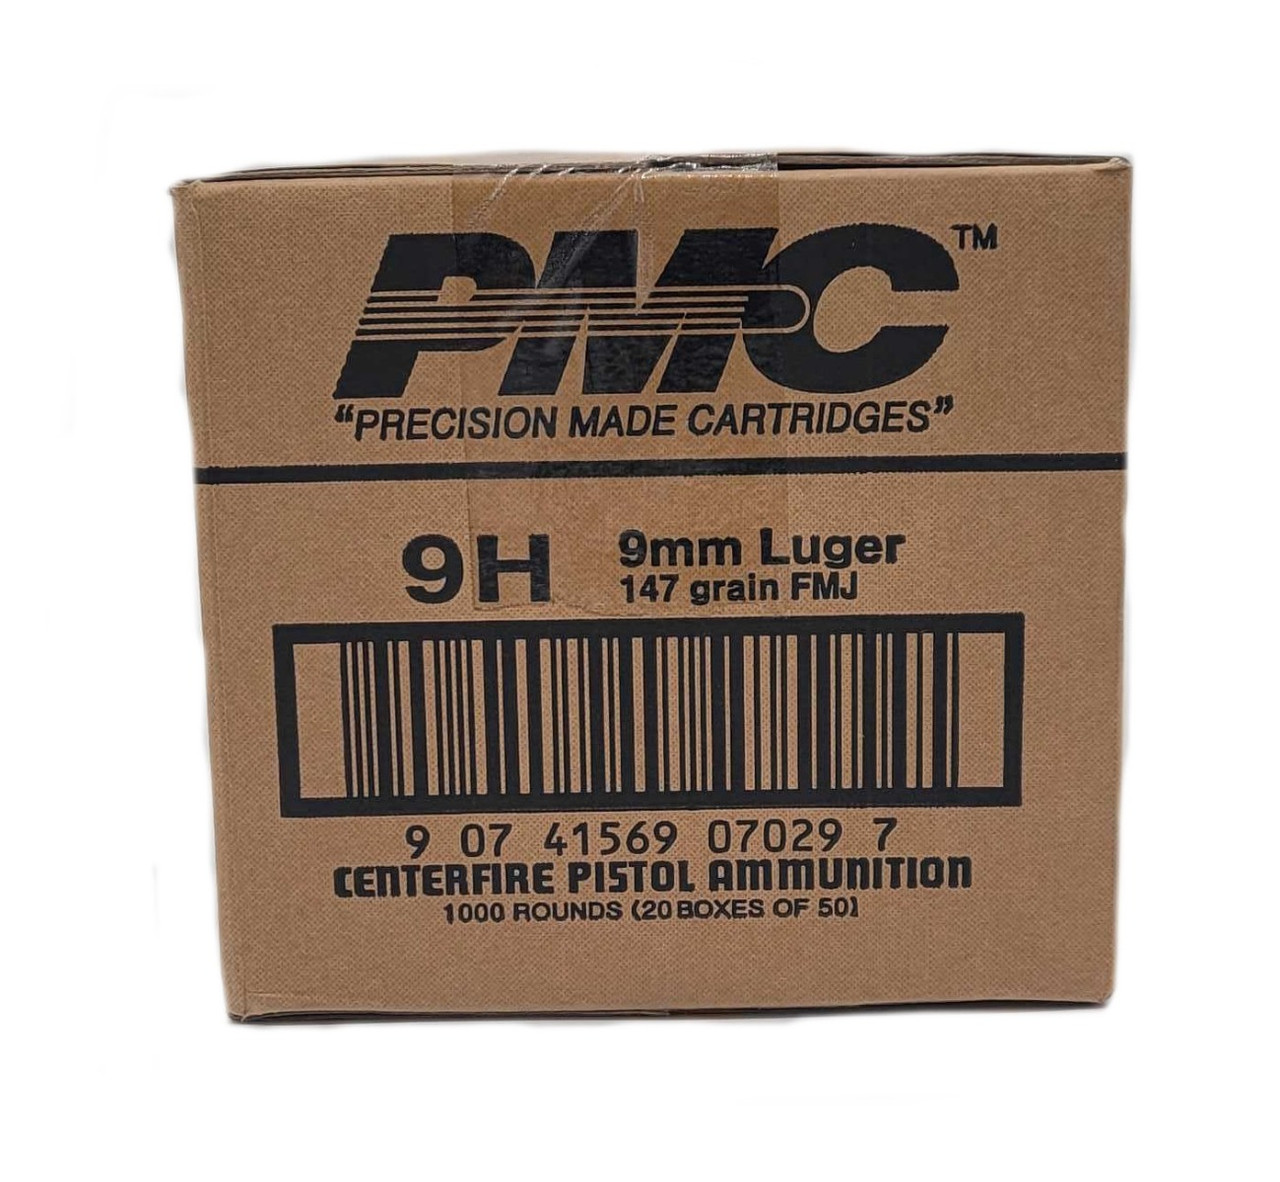 PMC™
“PRECISION MADE CARTRIDGES”
9H
9mm Luger
147 grain FMJ
9 07 41569 07029 7
CENTERFIRE PISTOL AMMUNITION
1000 ROUNDS (20 BOXES OF 50)